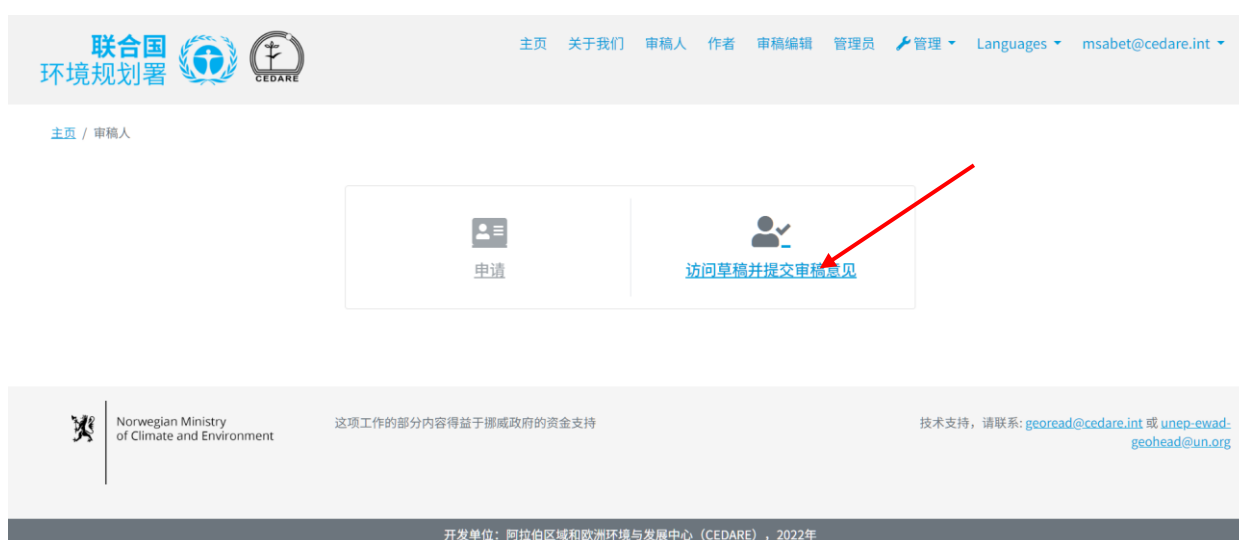 联合国
环境规划署
CEDARE
主页 关于我们 审稿人 作者 审稿编辑 管理员 管理 Languages msabet@cedare.int
主页 / 审稿人
申请
访问草稿并提交审稿意见
Norwegian Ministry
of Climate and Environment
这项工作的部分内容得益于挪威政府的资金支持
技术支持，请联系: georead@cedare.int 或 unep-ewad-
geohead@un.org
开发单位：阿拉伯区域和欧洲环境与发展中心（CEDARE）, 2022年